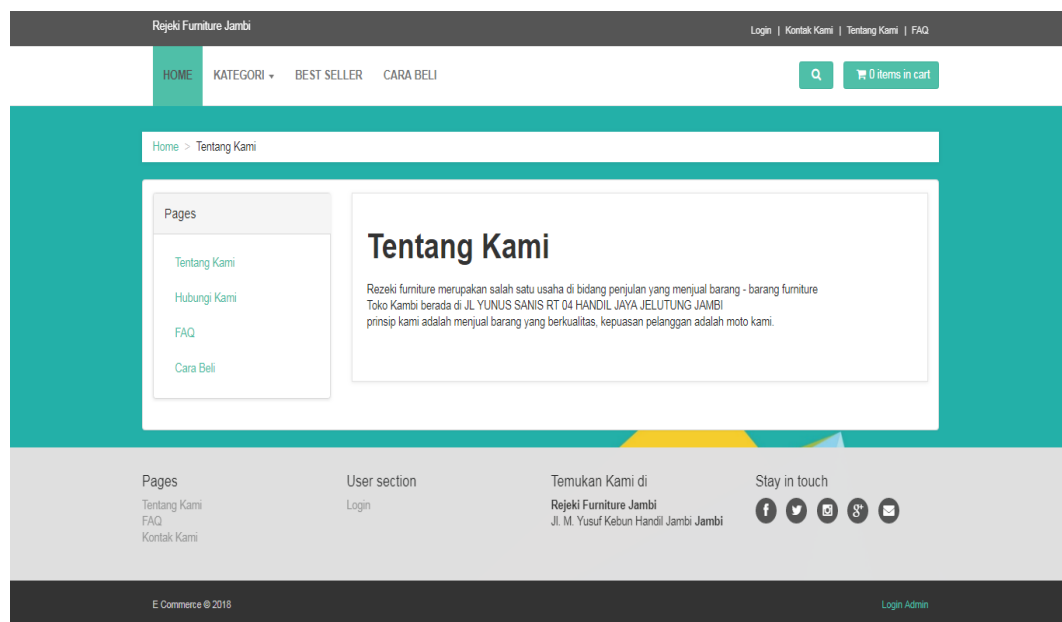 Rejeki Furniture Jambi
Login | Kontak Kami | Tentang Kami | FAQ
HOME KATEGORI BEST SELLER CARA BELI
0 items in cart
Home > Tentang Kami
Pages
Tentang Kami
Hubungi Kami
FAQ
Cara Beli
Tentang Kami
Rezeki furniture merupakan salah satu usaha di bidang penjulan yang menjual barang - barang furniture
Toko Kambi berada di JL YUNUS SANIS RT 04 HANDIL JAYA JELUTUNG JAMBI
prinsip kami adalah menjual barang yang berkualitas, kepuasan pelanggan adalah moto kami.
Pages
Tentang Kami
FAQ
Kontak Kami
User section
Login
Temukan Kami di
Rejeki Furniture Jambi
Jl. M. Yusuf Kebun Handil Jambi Jambi
Stay in touch
E Commerce © 2018
Login Admin